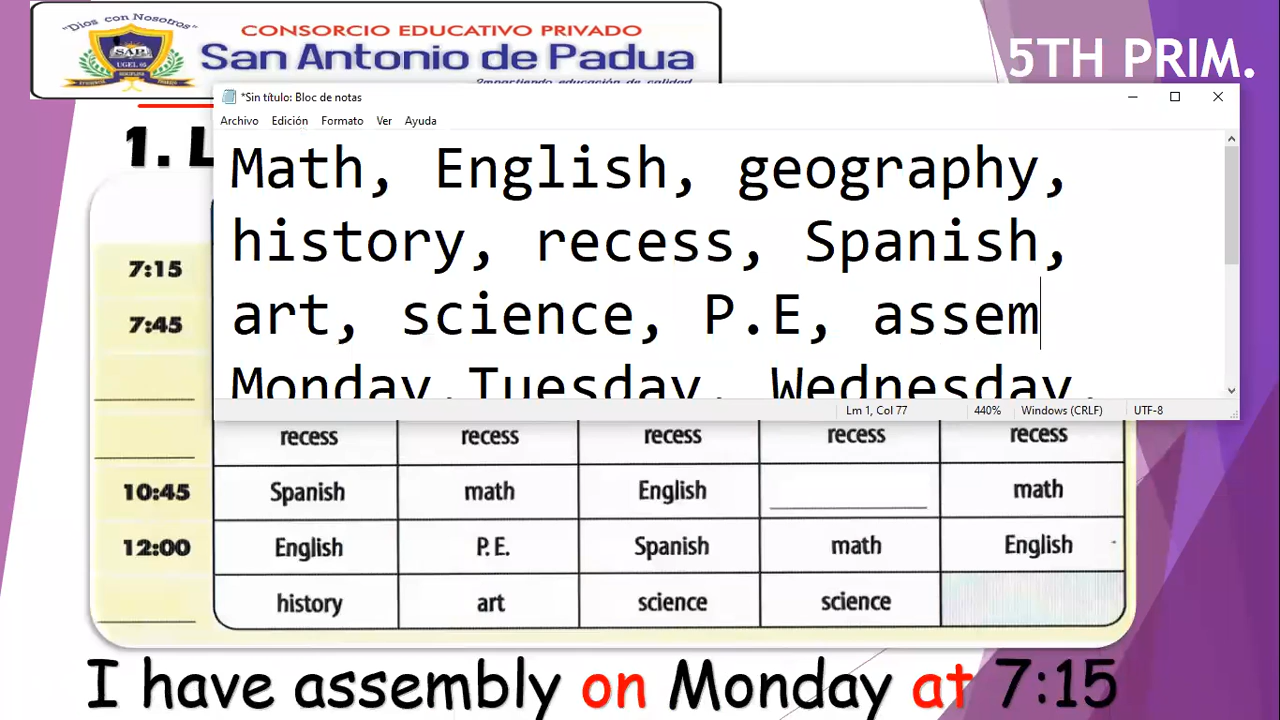 "Dios con Nosotros"
CONSORCIO EDUCATIVO PRIVADO
San Antonio de Padua
"Impartiendo educación de calidad
SAP
UGEL 05
5TH PRIM.
*Sin título: Bloc de notas
Archivo Edición Formato Ver Ayuda
1. L
Math, English, geography,
history, recess, Spanish,
art, science, P.E, assem
Monday,Tuesday, Wednesday,
Lm 1, Col 77 440% Windows (CRLF) UTF-8
7:15
7:45
recess recess recess recess recess
10:45 Spanish math English math
12:00 English P.E. Spanish math English
history art science science
I have assembly on Monday at 7:15